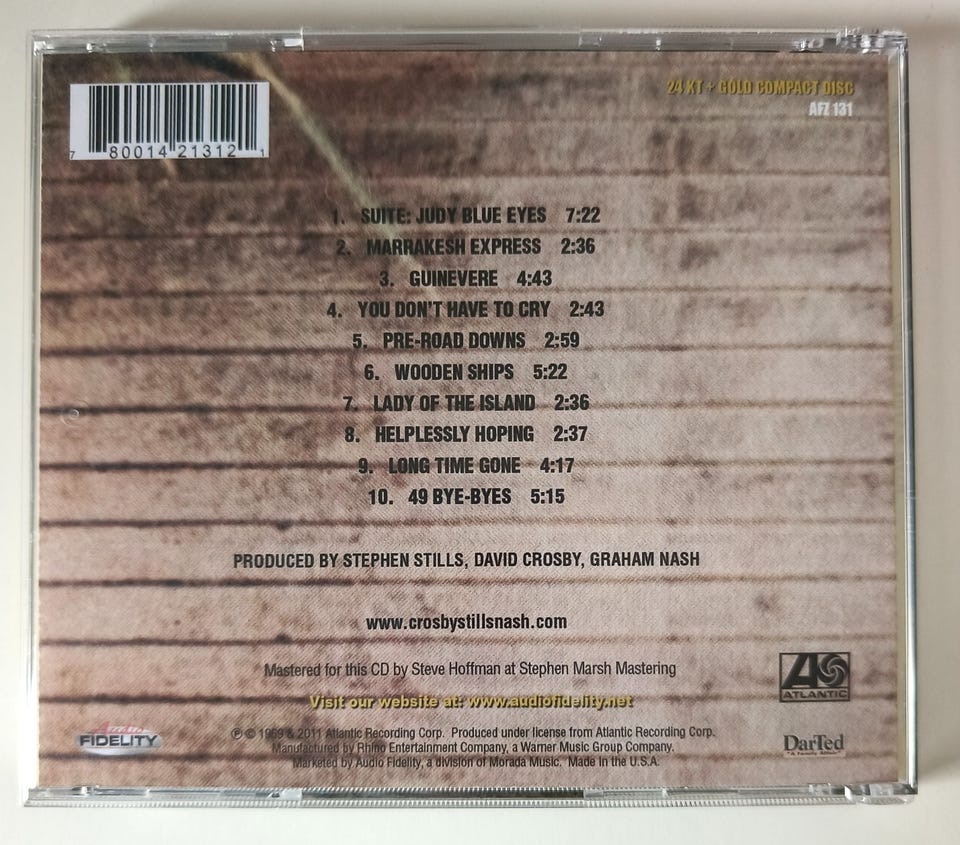 24 KT + GOLD COMPACT DISC
AFZ 131
7 80014 21312 1
1. SUITE: JUDY BLUE EYES 7:22
2. MARRAKESH EXPRESS 2:36
3. GUINEVERE 4:43
4. YOU DON'T HAVE TO CRY 2:43
5. PRE-ROAD DOWNS 2:59
6. WOODEN SHIPS 5:22
7. LADY OF THE ISLAND 2:36
8. HELPLESSLY HOPING 2:37
9. LONG TIME GONE 4:17
10. 49 BYE-BYES 5:15
PRODUCED BY STEPHEN STILLS, DAVID CROSBY, GRAHAM NASH
www.crosbystillsnash.com
Mastered for this CD by Steve Hoffman at Stephen Marsh Mastering
Visit our website at: www.audiofidelity.net
℗ © 1969 & 2011 Atlantic Recording Corp. Produced under license from Atlantic Recording Corp.
Manufactured by Rhino Entertainment Company, a Warner Music Group Company.
Marketed by Audio Fidelity, a division of Morada Music. Made in the U.S.A.
Audio
FIDELITY
ATLANTIC
DarTed
"A Family Affair"